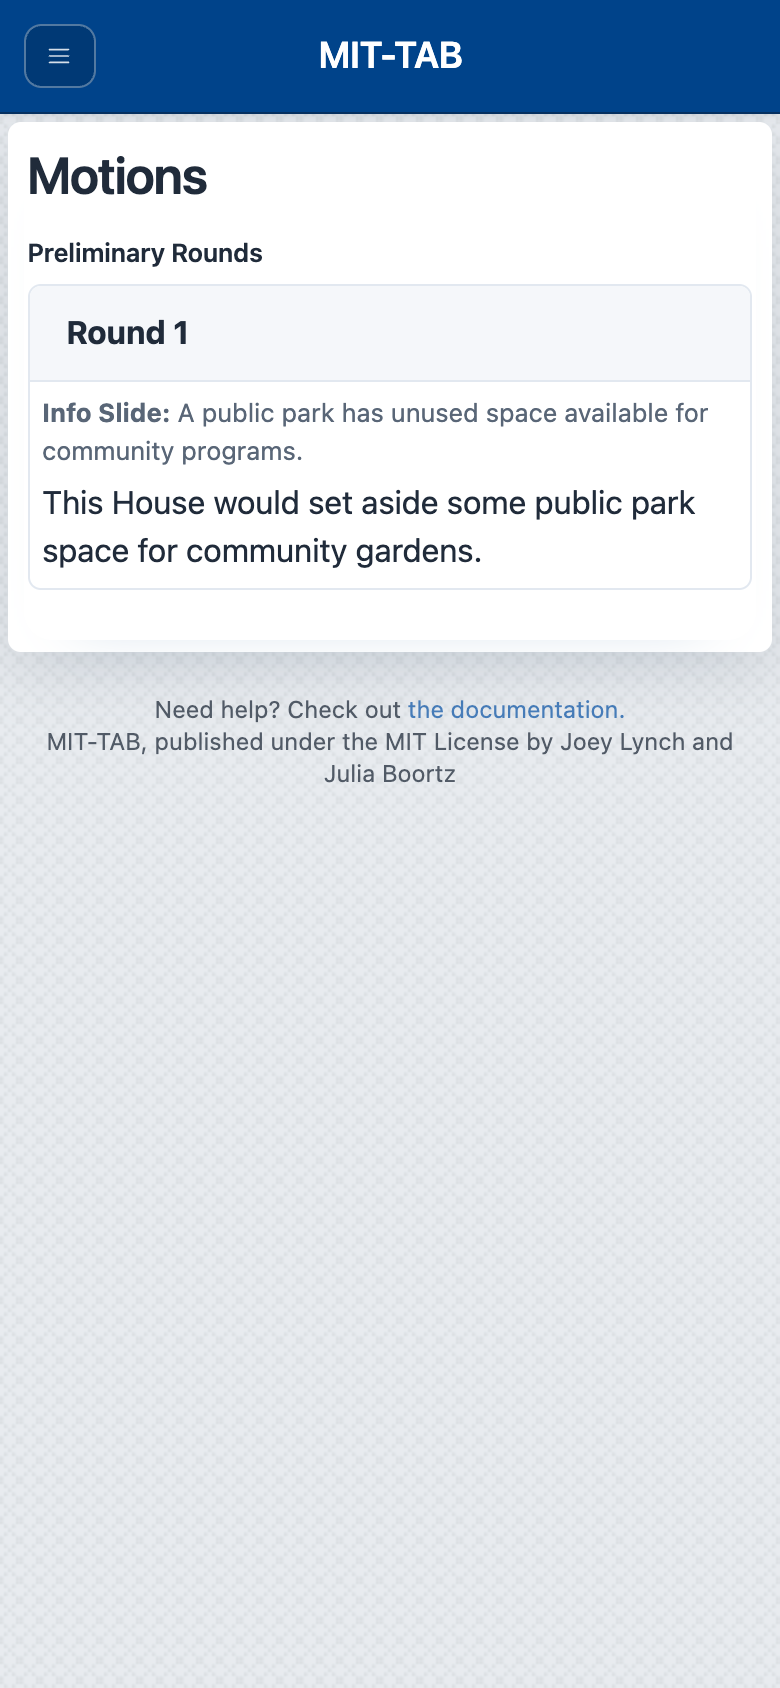 MIT-TAB
Motions
Preliminary Rounds
Round 1
Info Slide: A public park has unused space available for
community programs.
This House would set aside some public park
space for community gardens.
Need help? Check out the documentation.
MIT-TAB, published under the MIT License by Joey Lynch and
Julia Boortz